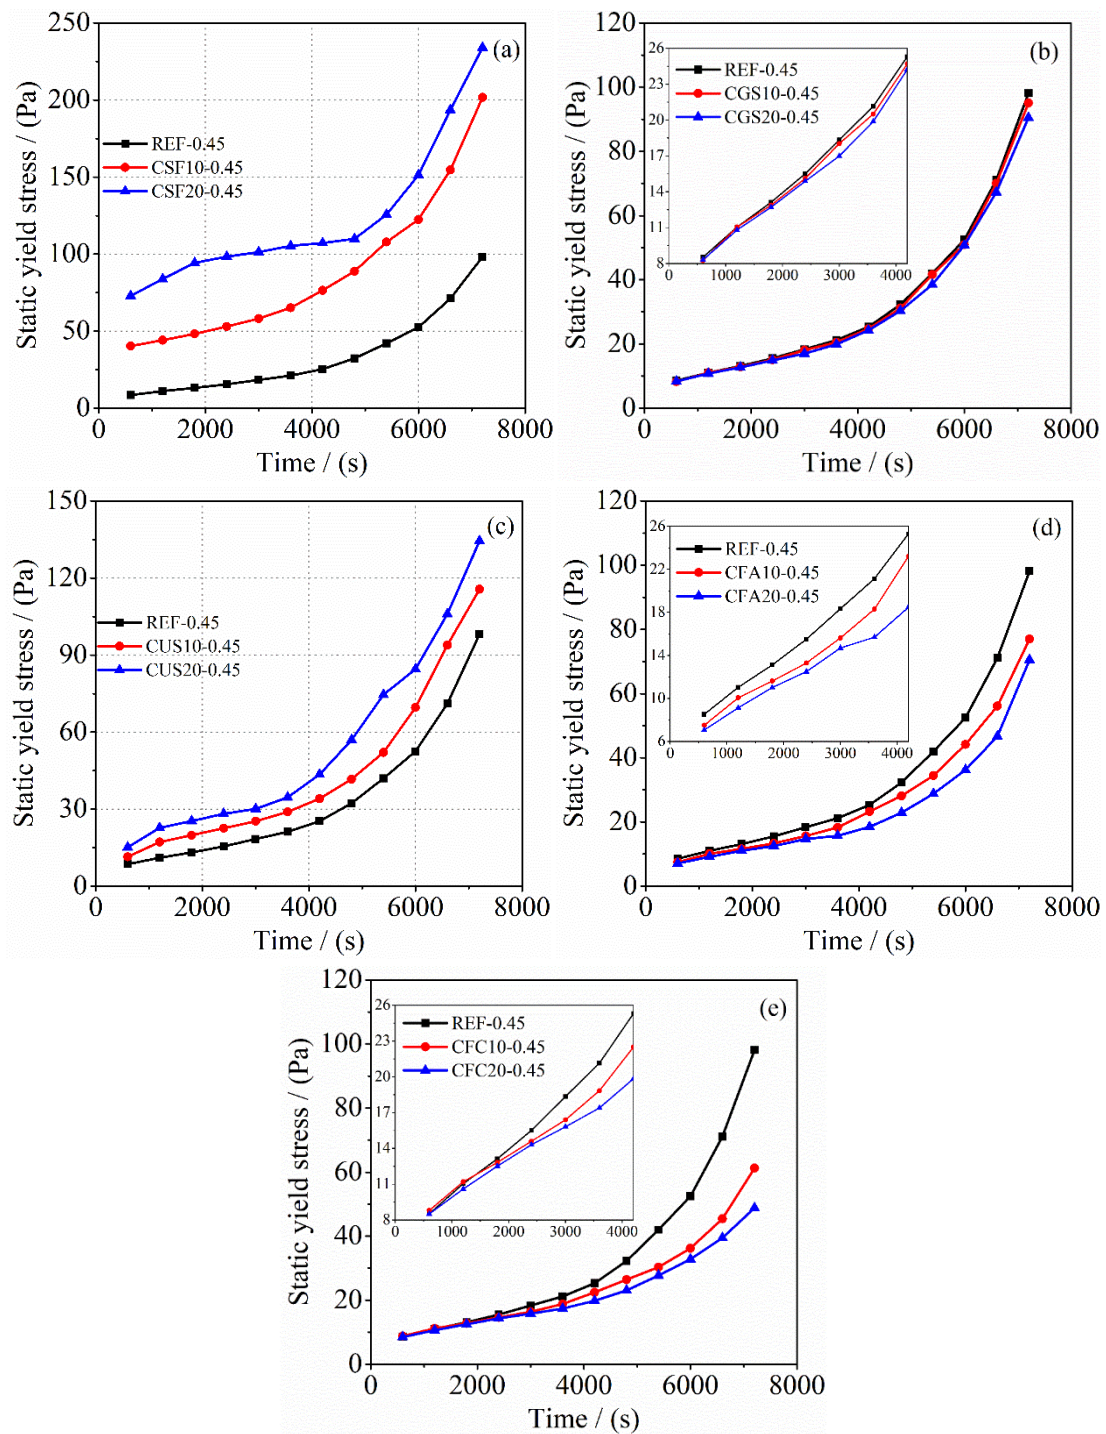 (a)
Static yield stress / (Pa)
250
200
150
100
50
0
REF-0.45
CSF10-0.45
CSF20-0.45
0 2000 4000 6000 8000
Time / (s)
(b)
Static yield stress / (Pa)
120
100
80
60
40
20
0
26
23
20
17
14
11
8
REF-0.45
CGS10-0.45
CGS20-0.45
0 1000 2000 3000 4000
0 2000 4000 6000 8000
Time / (s)
(c)
Static yield stress / (Pa)
150
120
90
60
30
0
REF-0.45
CUS10-0.45
CUS20-0.45
0 2000 4000 6000 8000
Time / (s)
(d)
Static yield stress / (Pa)
120
100
80
60
40
20
0
26
22
18
14
10
6
REF-0.45
CFA10-0.45
CFA20-0.45
0 1000 2000 3000 4000
0 2000 4000 6000 8000
Time / (s)
(e)
Static yield stress / (Pa)
120
100
80
60
40
20
0
26
23
20
17
14
11
8
REF-0.45
CFC10-0.45
CFC20-0.45
0 1000 2000 3000 4000
0 2000 4000 6000 8000
Time / (s)